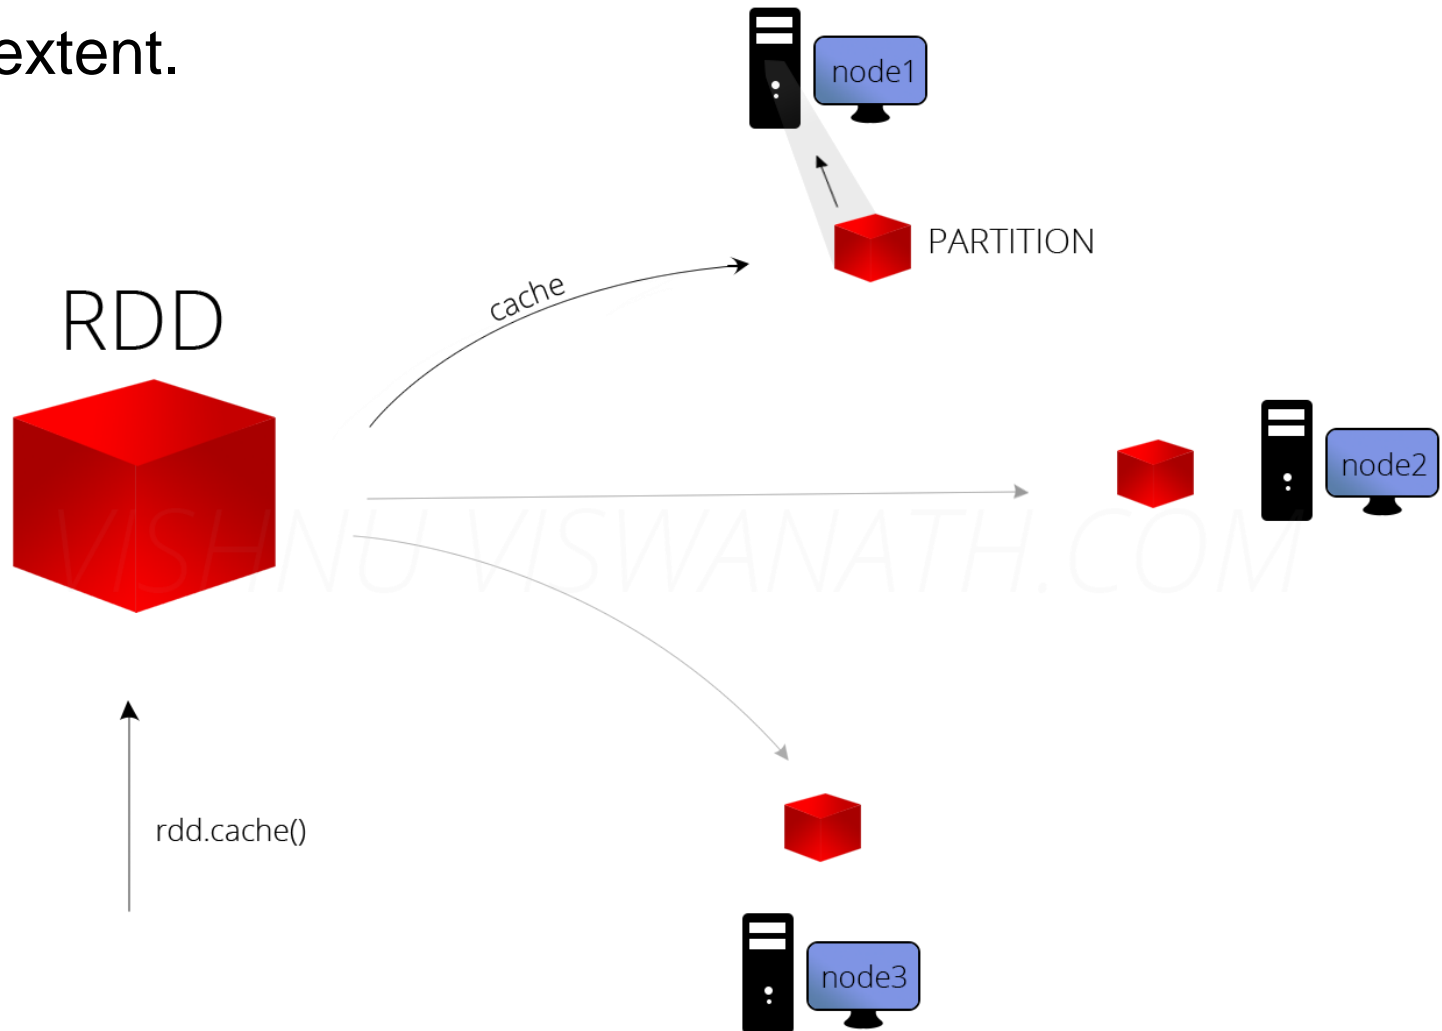 extent.
node1
PARTITION
cache
RDD
node2
VISHNU VISWANATH.COM
rdd.cache()
node3